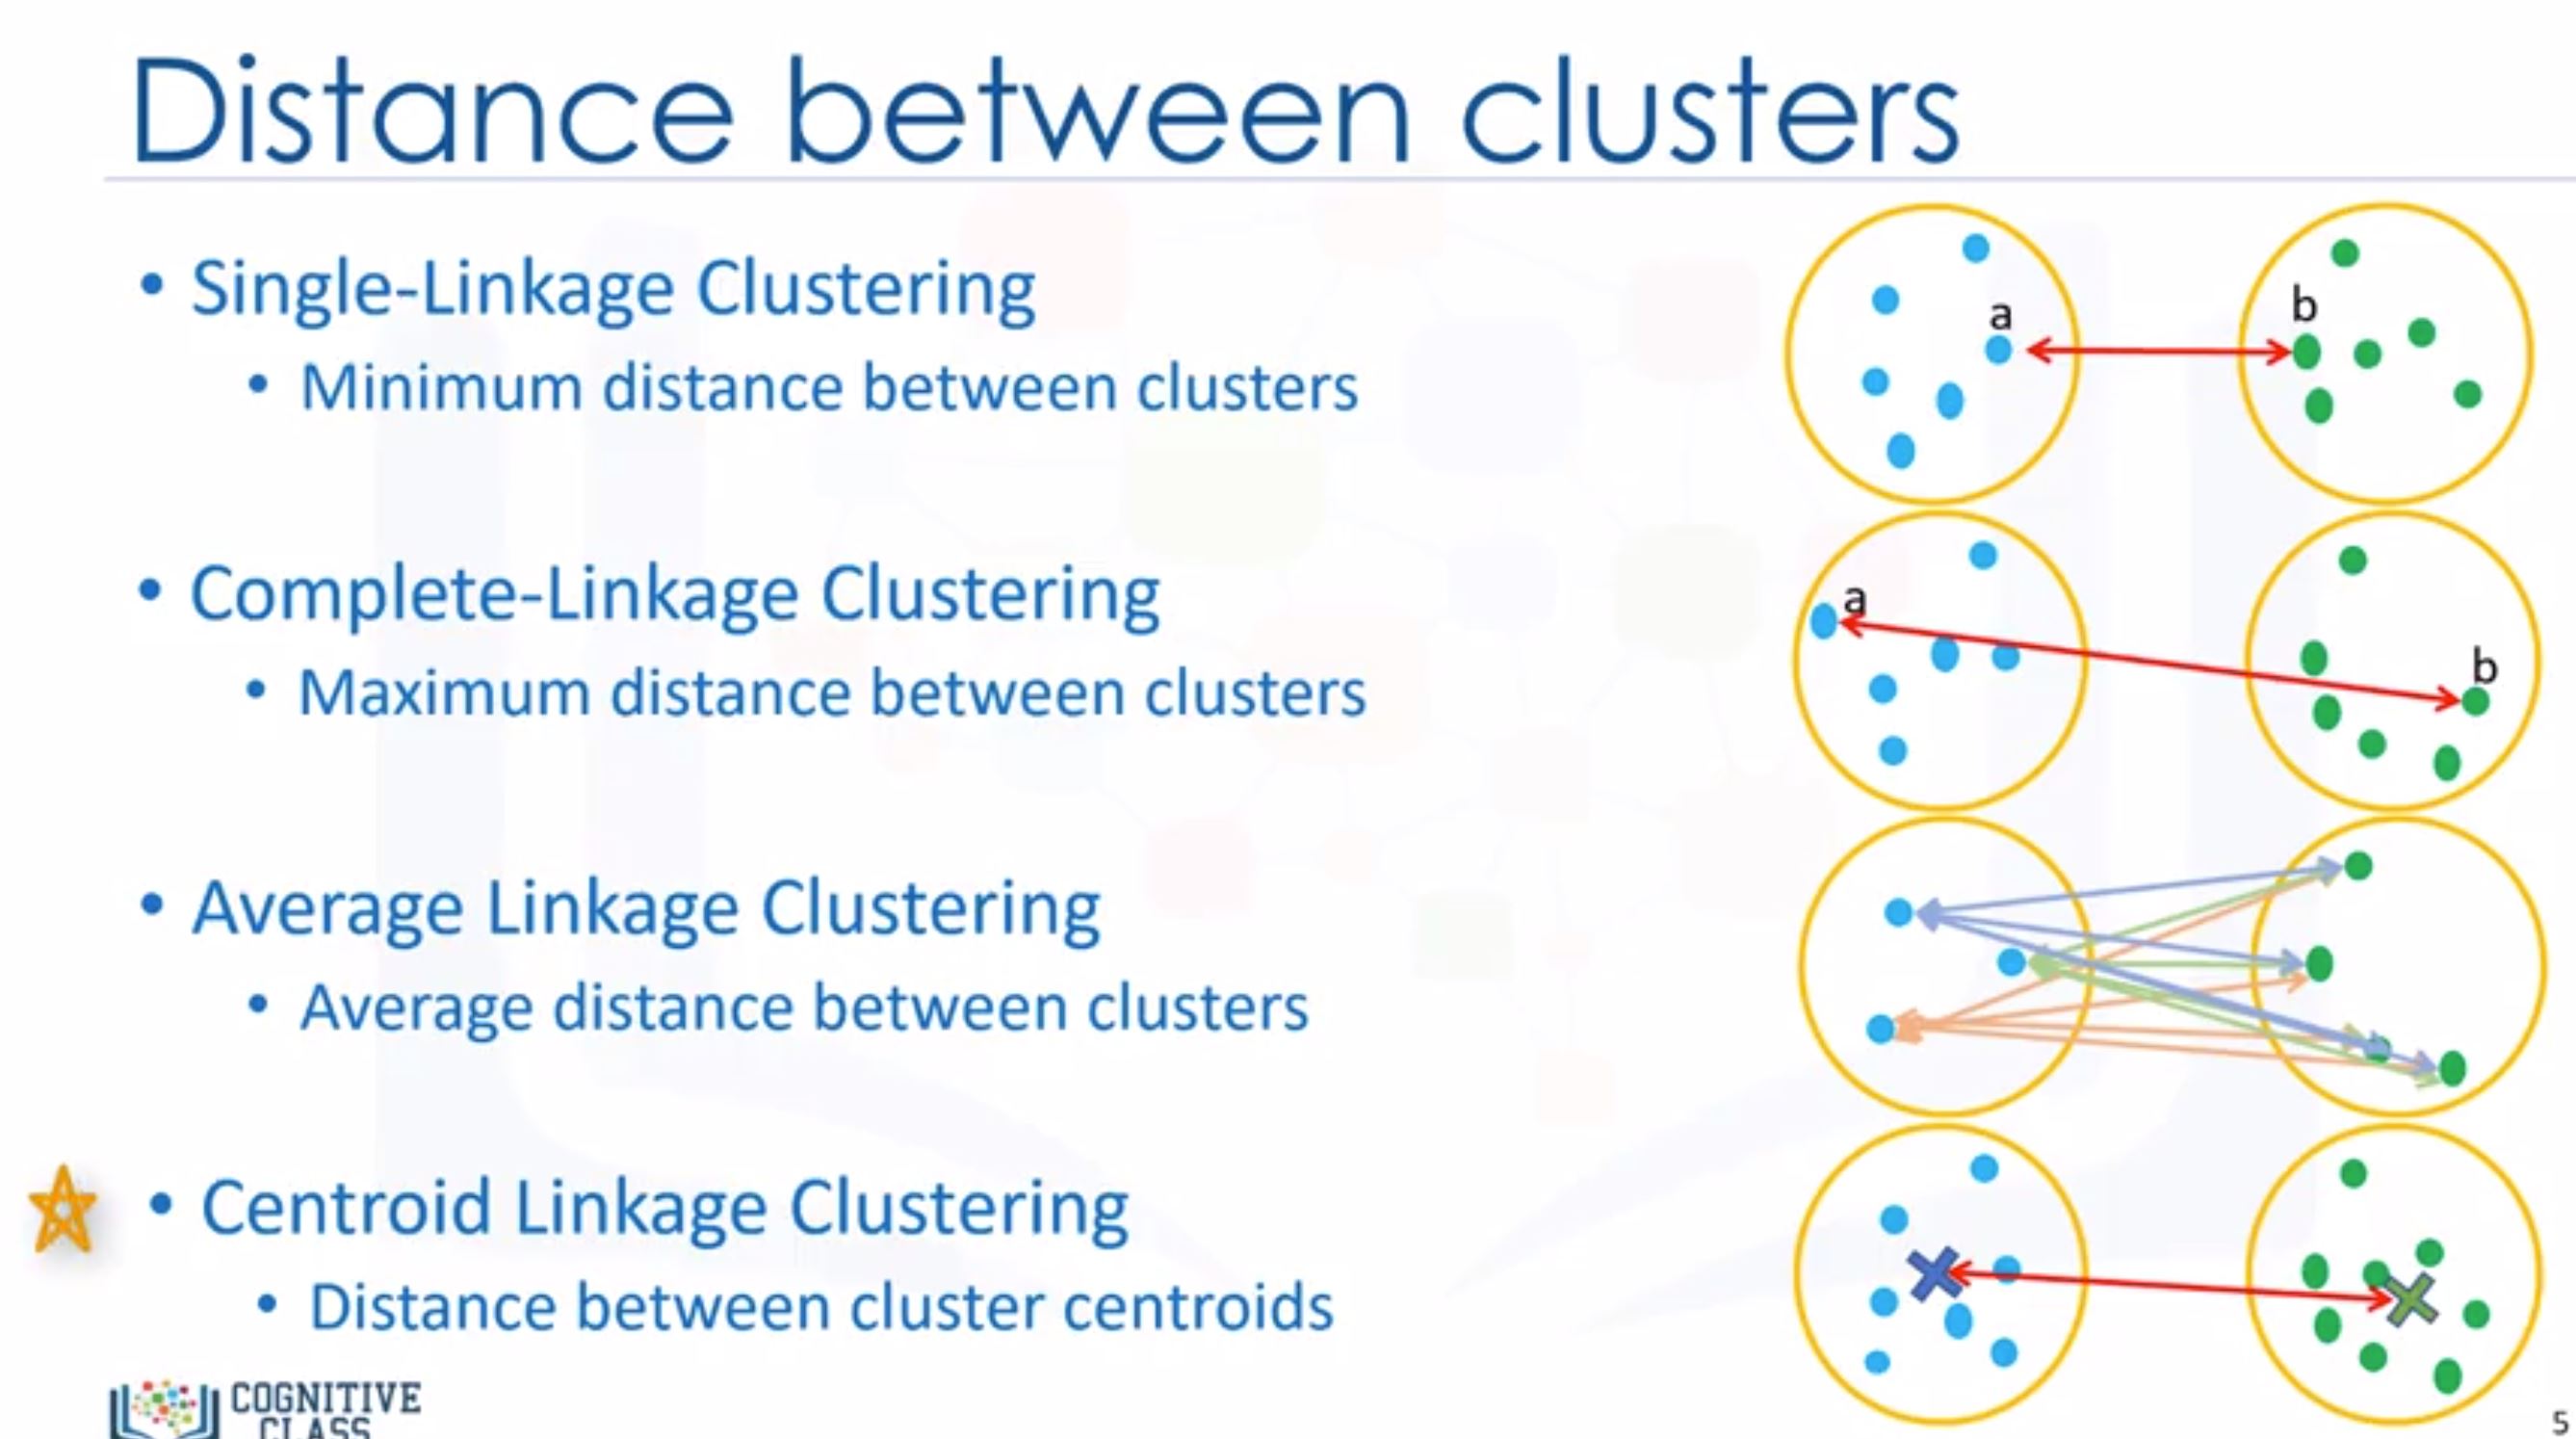 Distance between clusters
• Single-Linkage Clustering
• Minimum distance between clusters
a
b
• Complete-Linkage Clustering
• Maximum distance between clusters
a
b
• Average Linkage Clustering
• Average distance between clusters
• Centroid Linkage Clustering
• Distance between cluster centroids
COGNITIVE
CLASS
5